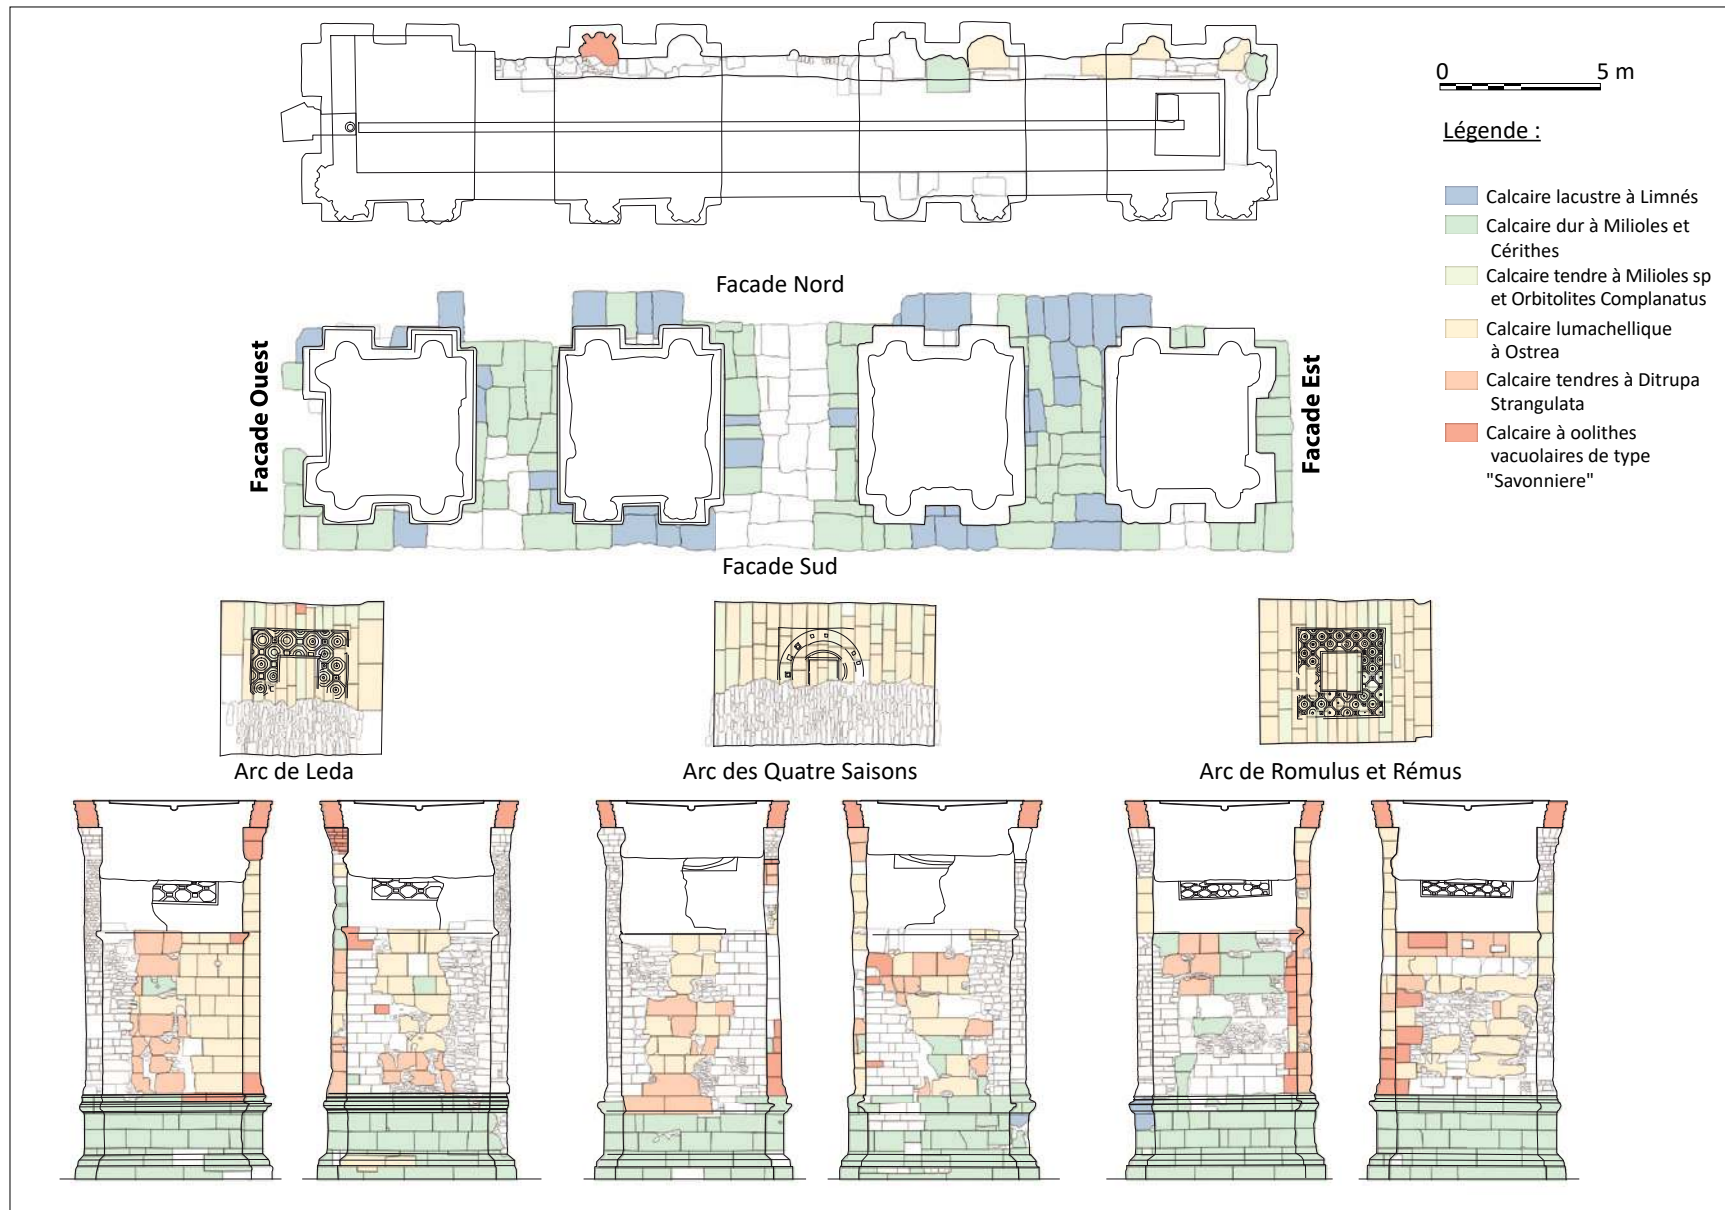 0 5 m
Légende :
Calcaire lacustre à Limnés
Calcaire dur à Milioles et
Cérithes
Calcaire tendre à Milioles sp
et Orbitolites Complanatus
Calcaire lumachellique
à Ostrea
Calcaire tendres à Ditrupa
Strangulata
Calcaire à oolithes
vacuolaires de type
"Savonniere"
Facade Nord
Facade Ouest
Facade Est
Facade Sud
Arc de Leda
Arc des Quatre Saisons
Arc de Romulus et Rémus